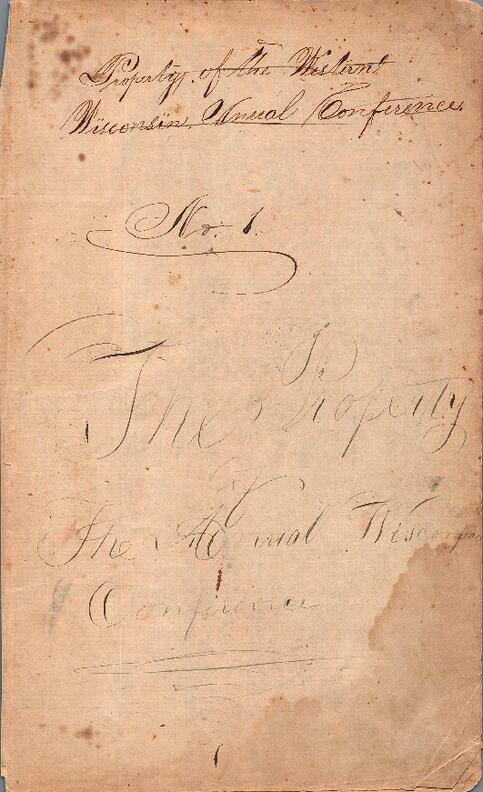 Property of the Western
Wisconsin Annual Conference
No. 1.
The Property
of
The Annual Wisconsin
Conference